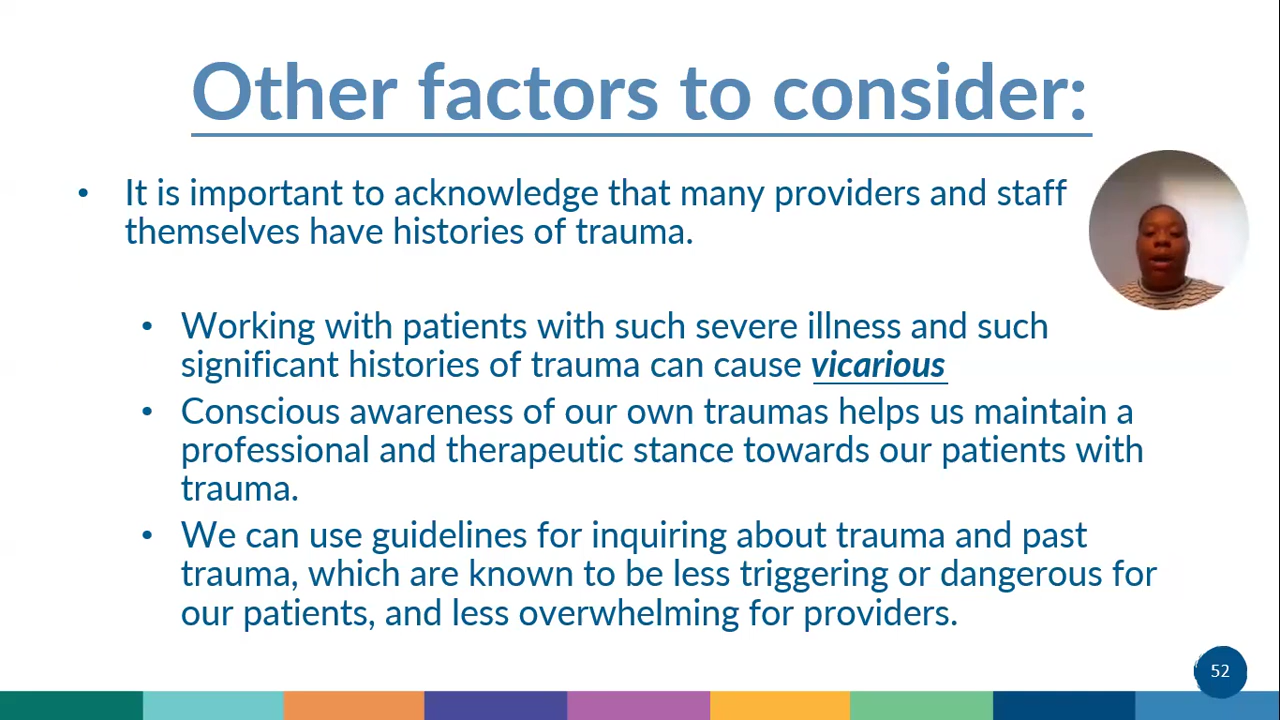 Other factors to consider:
• It is important to acknowledge that many providers and staff
themselves have histories of trauma.
• Working with patients with such severe illness and such
significant histories of trauma can cause vicarious
• Conscious awareness of our own traumas helps us maintain a
professional and therapeutic stance towards our patients with
trauma.
• We can use guidelines for inquiring about trauma and past
trauma, which are known to be less triggering or dangerous for
our patients, and less overwhelming for providers.
52